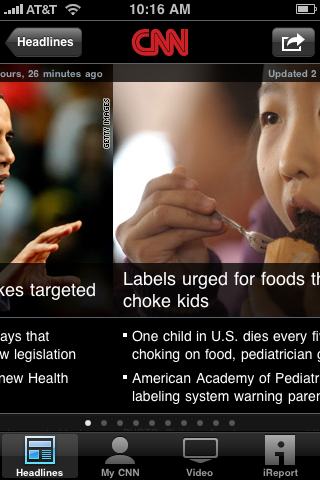 AT&T 10:16 AM
Headlines
CNN
ours, 26 minutes ago
Updated 2
GETTY IMAGES
kes targeted
Labels urged for foods th
choke kids
ays that
w legislation
new Health
One child in U.S. dies every fi
choking on food, pediatrician g
American Academy of Pediatr
labeling system warning paren
Headlines
My CNN
Video
iReport